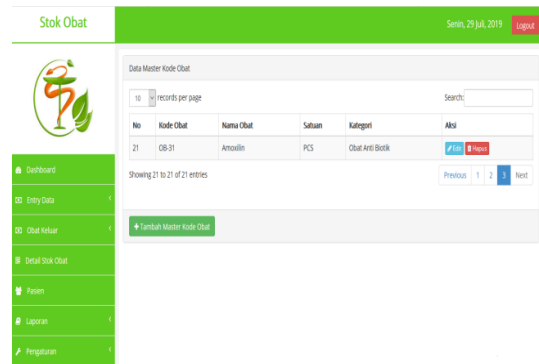 Stok Obat
Senin, 29 Juli, 2019 Logout
Data Master Kode Obat
10 records per page Search:
No Kode Obat Nama Obat Satuan Kategori Aksi
21 OB-31 Amoxilin PCS Obat Anti Biotik Edit Hapus
Showing 21 to 21 of 21 entries
Previous 1 2 3 Next
Tambah Master Kode Obat
Dashboard
Entry Data
Obat Keluar
Detail Stok Obat
Pasien
Laporan
Pengaturan